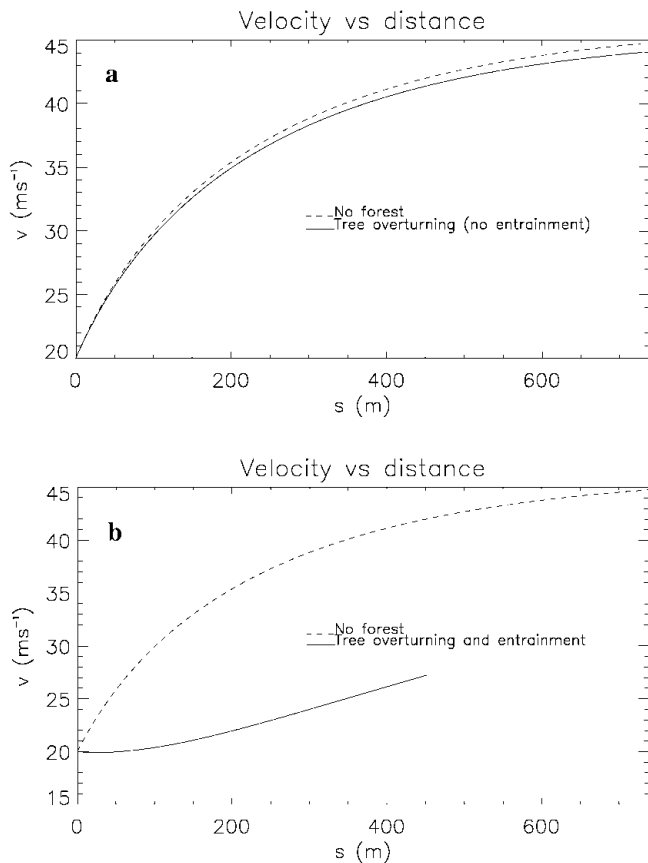 Velocity vs distance
45
a
40
35
v (ms⁻¹)
No forest
Tree overturning (no entrainment)
30
25
20
0 200 400 600
s (m)
Velocity vs distance
45
b
40
35
v (ms⁻¹)
No forest
Tree overturning and entrainment
30
25
20
15
0 200 400 600
s (m)